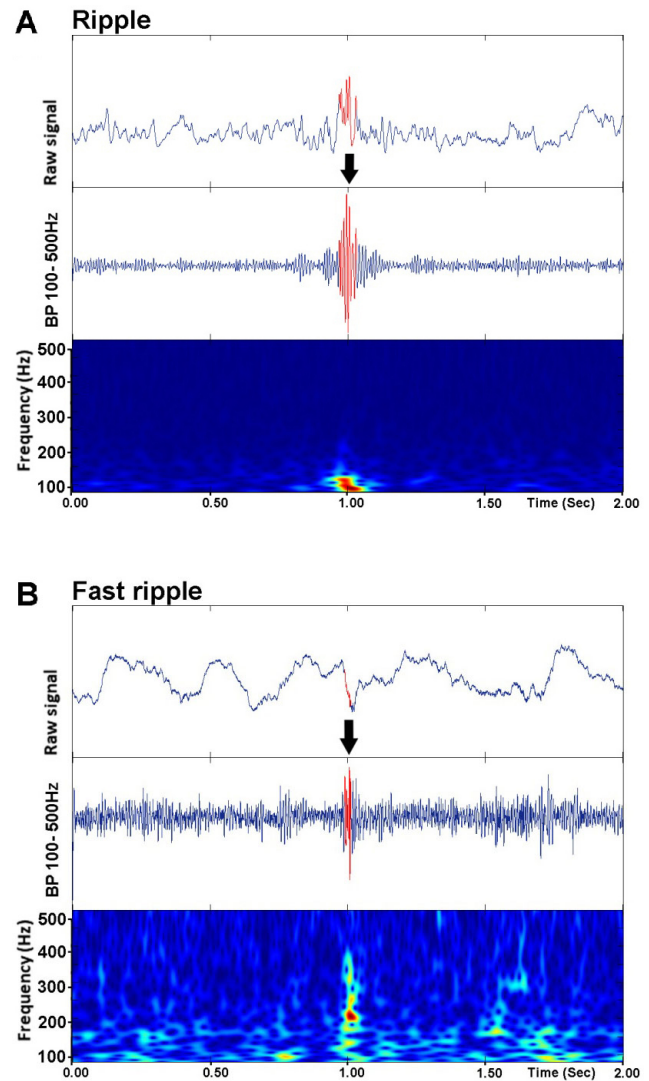 A Ripple
Raw signal
BP 100- 500Hz
Frequency (Hz)
500
400
300
200
100
0.00 0.50 1.00 1.50 Time (Sec) 2.00
B Fast ripple
Raw signal
BP 100- 500Hz
Frequency (Hz)
500
400
300
200
100
0.00 0.50 1.00 1.50 Time (Sec) 2.00